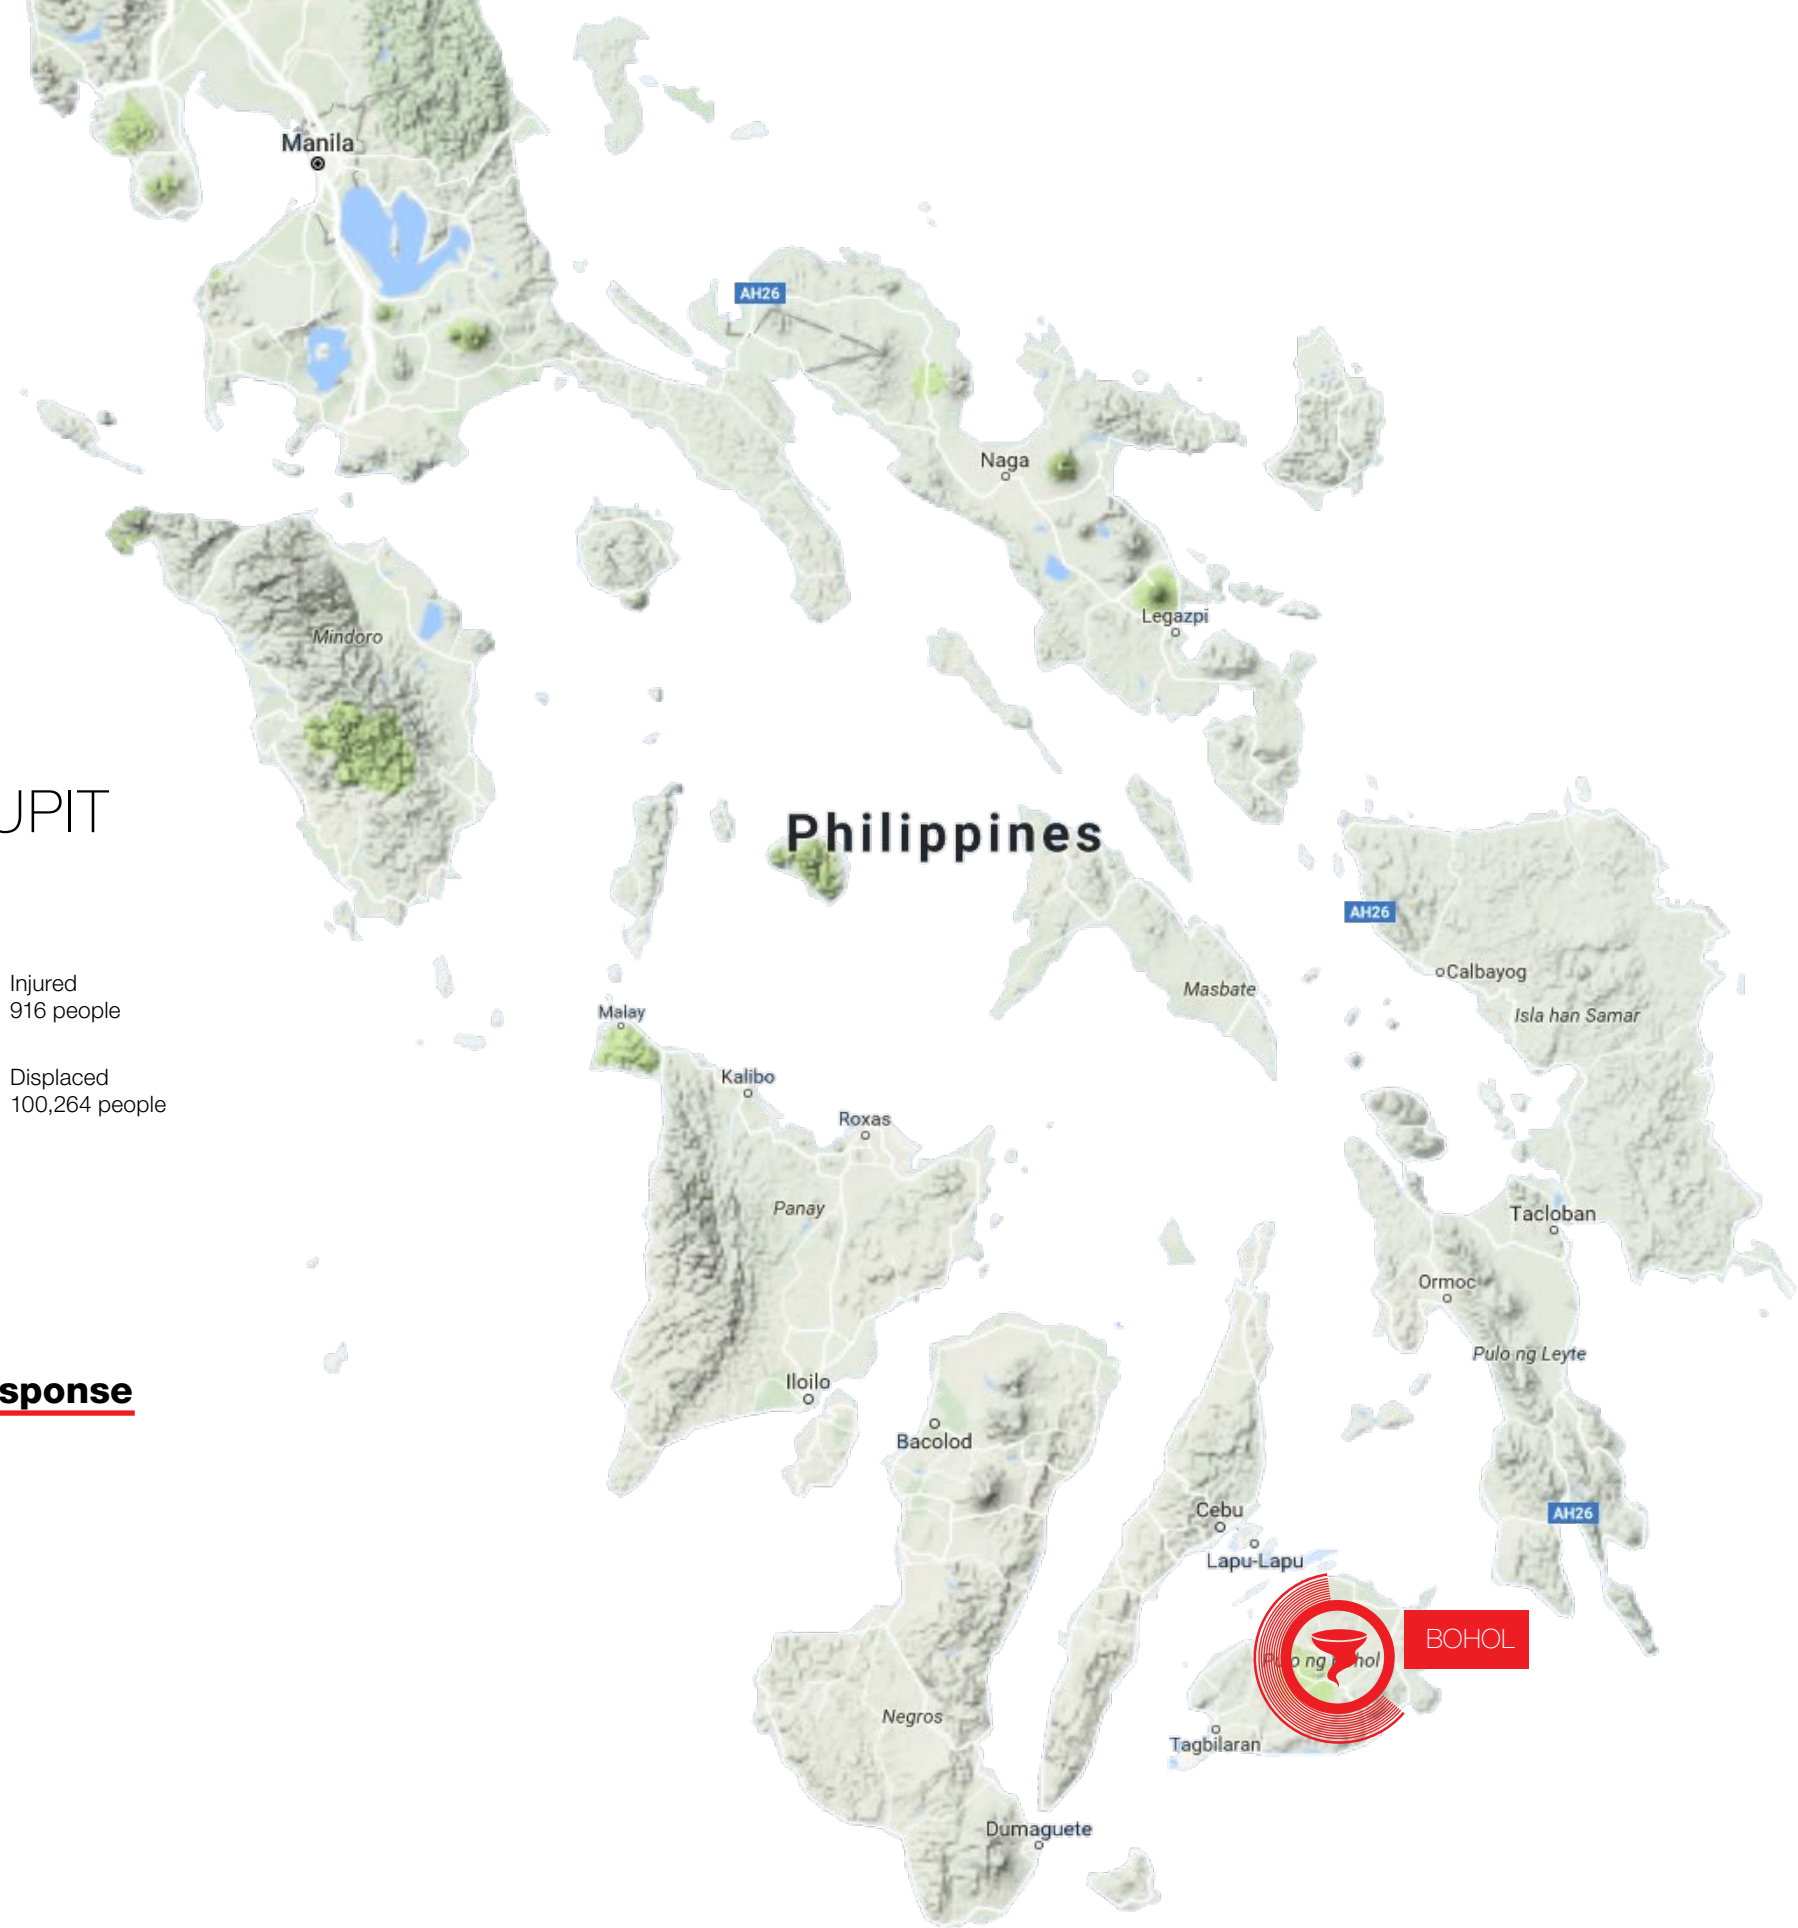 Manila
AH26
Naga
Legazpi
Mindoro
UPIT
Philippines
AH26
Calbayog
Injured
916 people
Masbate
Isla han Samar
Malay
Displaced
100,264 people
Kalibo
Roxas
Panay
Tacloban
Ormoc
Pulo ng Leyte
sponse
Iloilo
Bacolod
Cebu
AH26
Lapu-Lapu
BOHOL
ng
Negros
Tagbilaran
Dumaguete